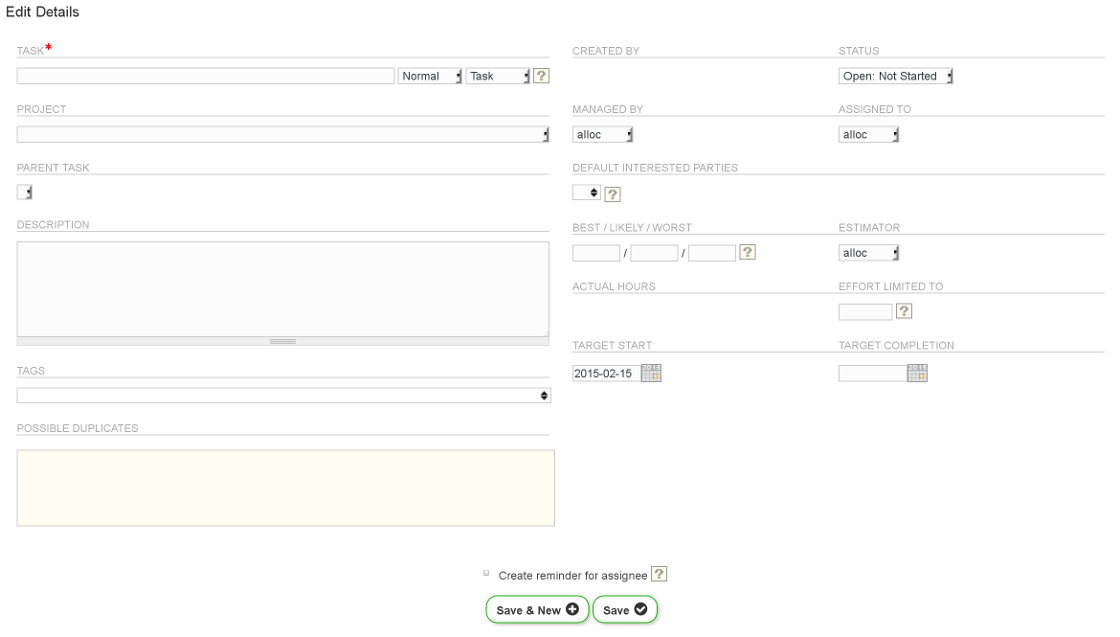 Edit Details
TASK*
Normal
Task
?
PROJECT
PARENT TASK
DESCRIPTION
TAGS
POSSIBLE DUPLICATES
CREATED BY
STATUS
Open: Not Started
MANAGED BY
ASSIGNED TO
alloc
alloc
DEFAULT INTERESTED PARTIES
?
BEST / LIKELY / WORST
ESTIMATOR
/ / ?
alloc
ACTUAL HOURS
EFFORT LIMITED TO
?
TARGET START
TARGET COMPLETION
2015-02-15
Create reminder for assignee ?
Save & New
Save